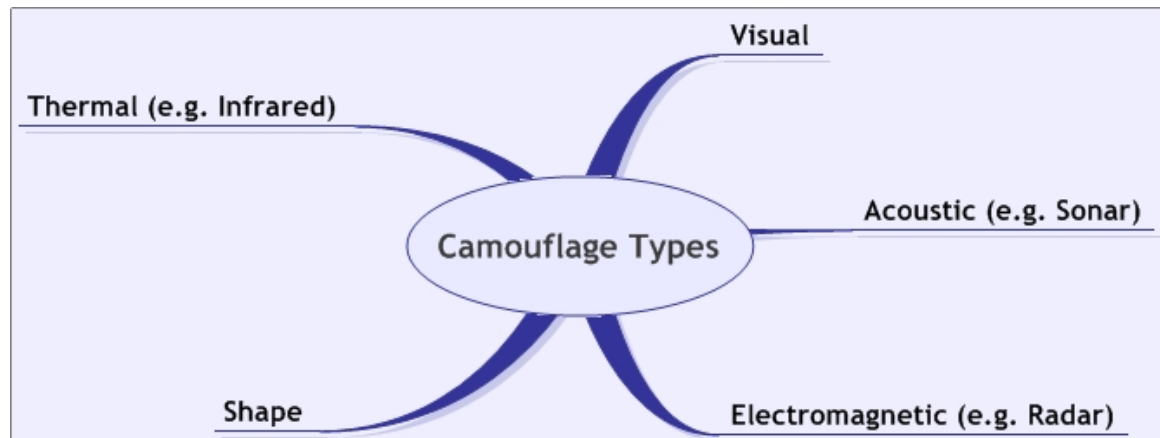 Visual
Thermal (e.g. Infrared)
Acoustic (e.g. Sonar)
Camouflage Types
Shape
Electromagnetic (e.g. Radar)